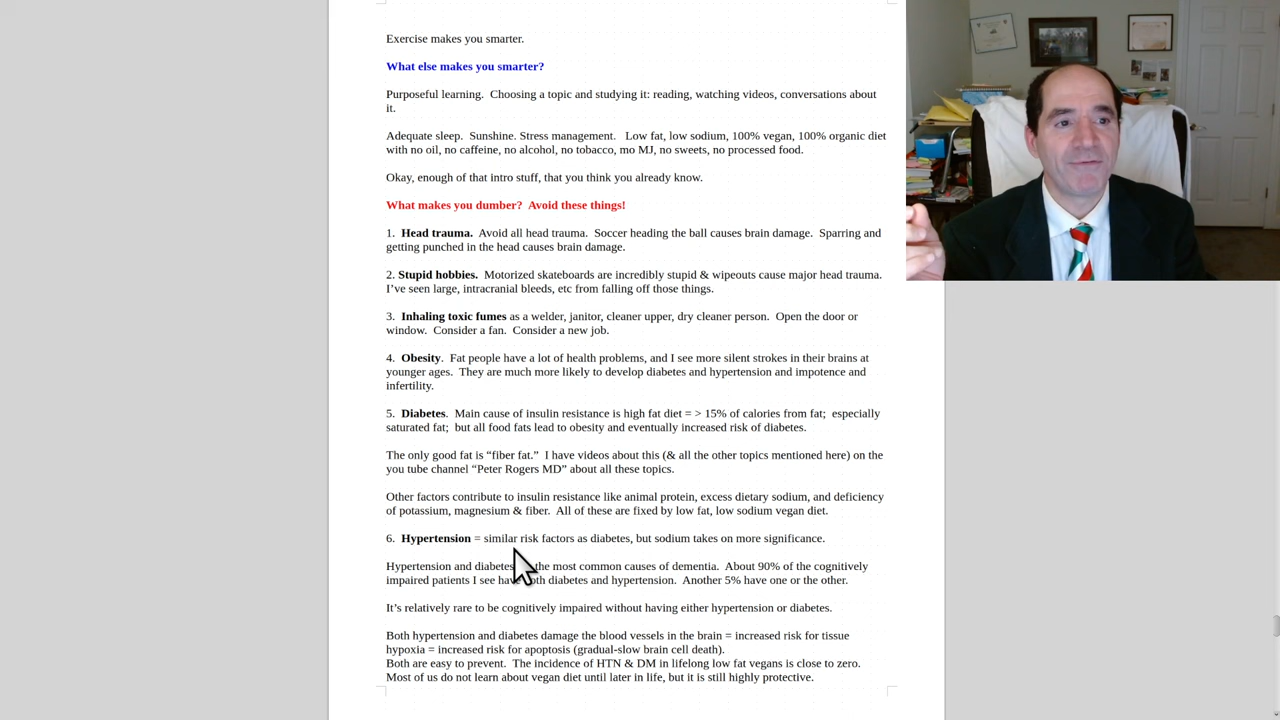 Exercise makes you smarter.
What else makes you smarter?
Purposeful learning.  Choosing a topic and studying it: reading, watching videos, conversations about
it.
Adequate sleep.  Sunshine. Stress management.   Low fat, low sodium, 100% vegan, 100% organic diet
with no oil, no caffeine, no alcohol, no tobacco, mo MJ, no sweets, no processed food.
Okay, enough of that intro stuff, that you think you already know.
What makes you dumber?  Avoid these things!
1.  Head trauma.  Avoid all head trauma.  Soccer heading the ball causes brain damage.  Sparring and
getting punched in the head causes brain damage.
2. Stupid hobbies.  Motorized skateboards are incredibly stupid & wipeouts cause major head trauma.
I’ve seen large, intracranial bleeds, etc from falling off those things.
3.  Inhaling toxic fumes as a welder, janitor, cleaner upper, dry cleaner person.  Open the door or
window.  Consider a fan.  Consider a new job.
4.  Obesity.  Fat people have a lot of health problems, and I see more silent strokes in their brains at
younger ages.  They are much more likely to develop diabetes and hypertension and impotence and
infertility.
5.  Diabetes.  Main cause of insulin resistance is high fat diet = > 15% of calories from fat;  especially
saturated fat;  but all food fats lead to obesity and eventually increased risk of diabetes.
The only good fat is “fiber fat.”  I have videos about this (& all the other topics mentioned here) on the
you tube channel “Peter Rogers MD” about all these topics.
Other factors contribute to insulin resistance like animal protein, excess dietary sodium, and deficiency
of potassium, magnesium & fiber.  All of these are fixed by low fat, low sodium vegan diet.
6.  Hypertension = similar risk factors as diabetes, but sodium takes on more significance.
Hypertension and diabetes the most common causes of dementia.  About 90% of the cognitively
impaired patients I see have both diabetes and hypertension.  Another 5% have one or the other.
It’s relatively rare to be cognitively impaired without having either hypertension or diabetes.
Both hypertension and diabetes damage the blood vessels in the brain = increased risk for tissue
hypoxia = increased risk for apoptosis (gradual-slow brain cell death).
Both are easy to prevent.  The incidence of HTN & DM in lifelong low fat vegans is close to zero.
Most of us do not learn about vegan diet until later in life, but it is still highly protective.